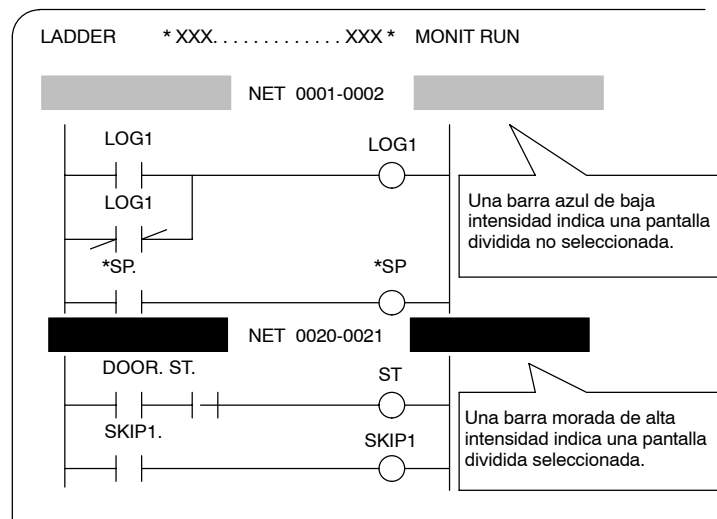 LADDER * XXX. . . . . . . . . . . . . XXX * MONIT RUN
NET 0001-0002
LOG1
LOG1
LOG1
*SP.
*SP
Una barra azul de baja
intensidad indica una pantalla
dividida no seleccionada.
NET 0020-0021
DOOR. ST.
ST
SKIP1.
SKIP1
Una barra morada de alta
intensidad indica una pantalla
dividida seleccionada.